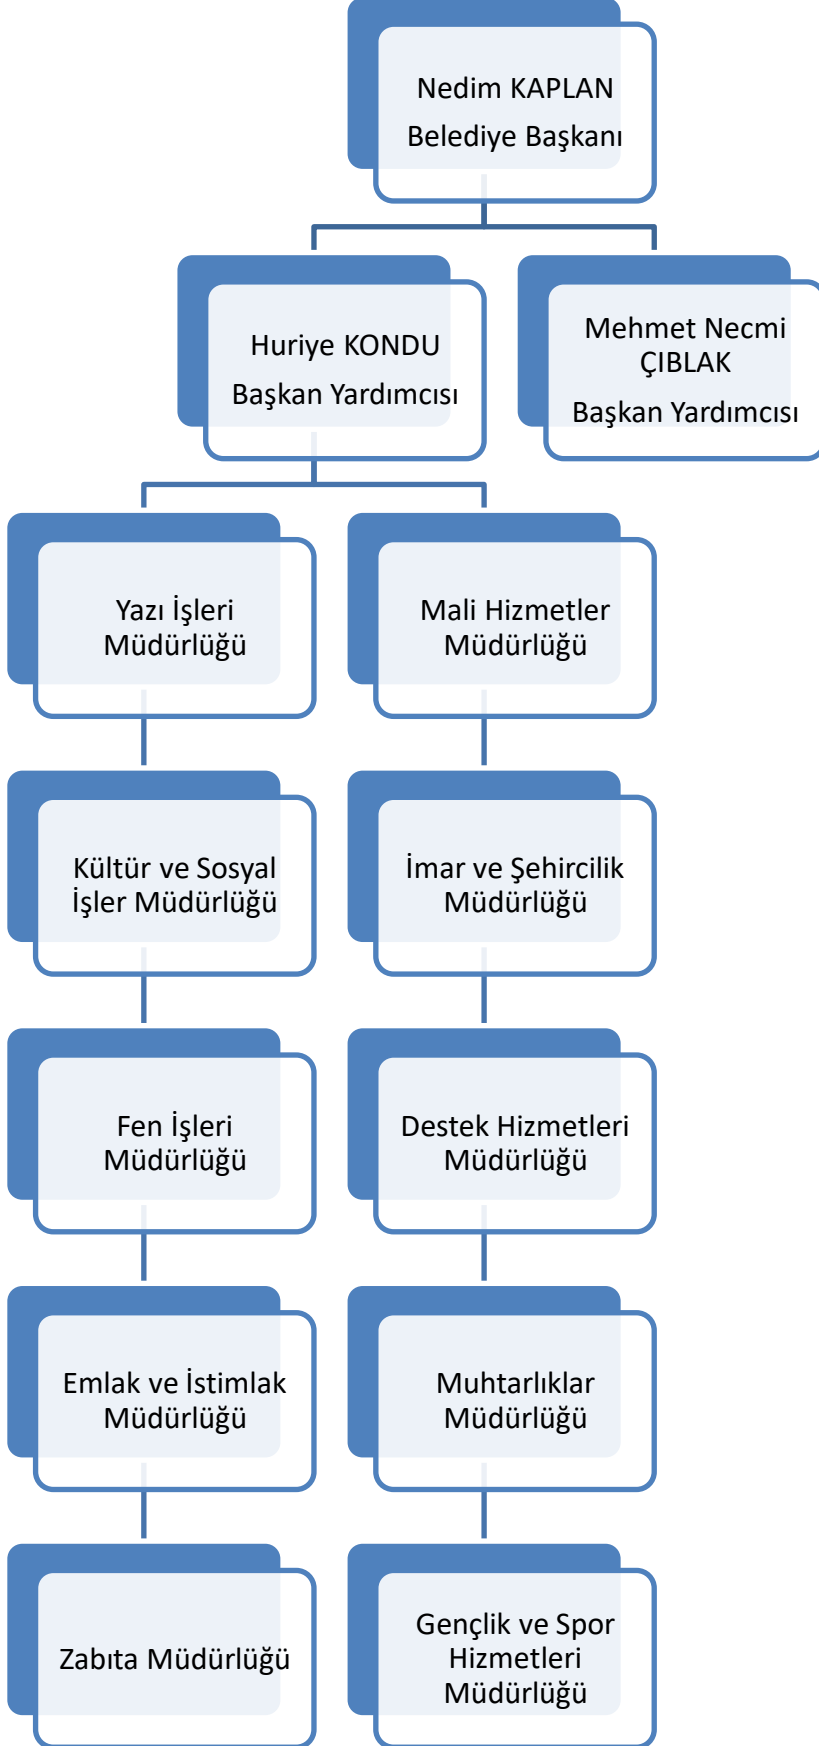 Nedim KAPLAN
Belediye Başkanı
Huriye KONDU
Başkan Yardımcısı
Mehmet Necmi
ÇIBLAK
Başkan Yardımcısı
Yazı İşleri
Müdürlüğü
Mali Hizmetler
Müdürlüğü
Kültür ve Sosyal
İşler Müdürlüğü
İmar ve Şehircilik
Müdürlüğü
Fen İşleri
Müdürlüğü
Destek Hizmetleri
Müdürlüğü
Emlak ve İstimlak
Müdürlüğü
Muhtarlıklar
Müdürlüğü
Zabıta Müdürlüğü
Gençlik ve Spor
Hizmetleri
Müdürlüğü